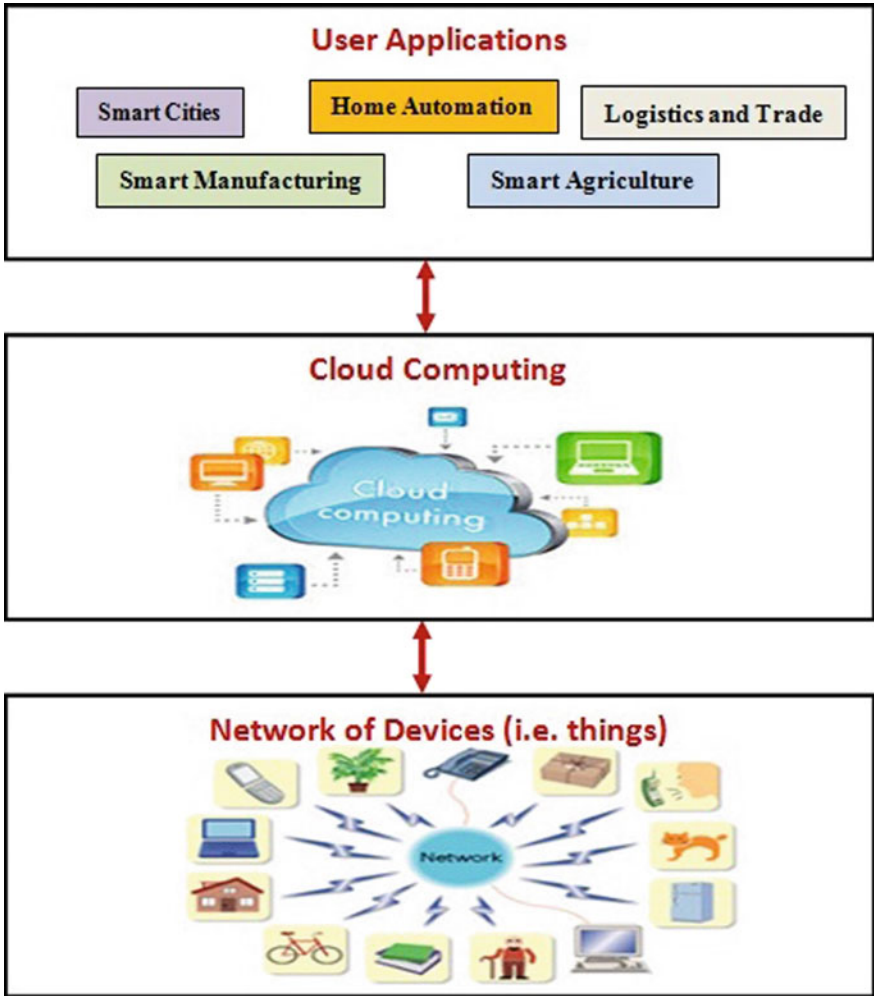 User Applications
Smart Cities
Home Automation
Logistics and Trade
Smart Manufacturing
Smart Agriculture
Cloud Computing
Cloud
computing
Network of Devices (i.e. things)
Network